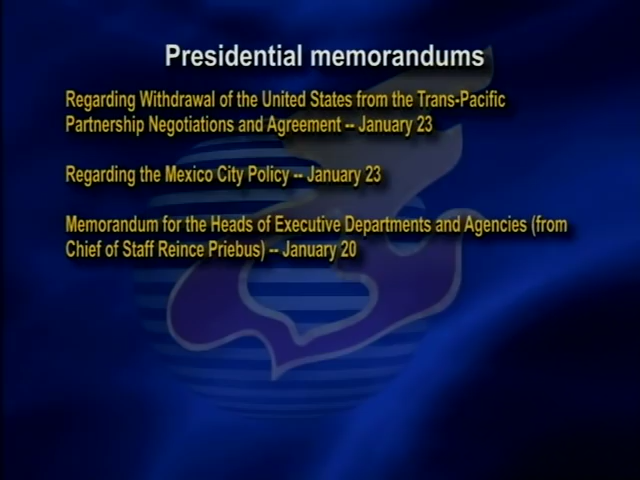 Presidential memorandums
Regarding Withdrawal of the United States from the Trans-Pacific
Partnership Negotiations and Agreement -- January 23
Regarding the Mexico City Policy -- January 23
Memorandum for the Heads of Executive Departments and Agencies (from
Chief of Staff Reince Priebus) -- January 20